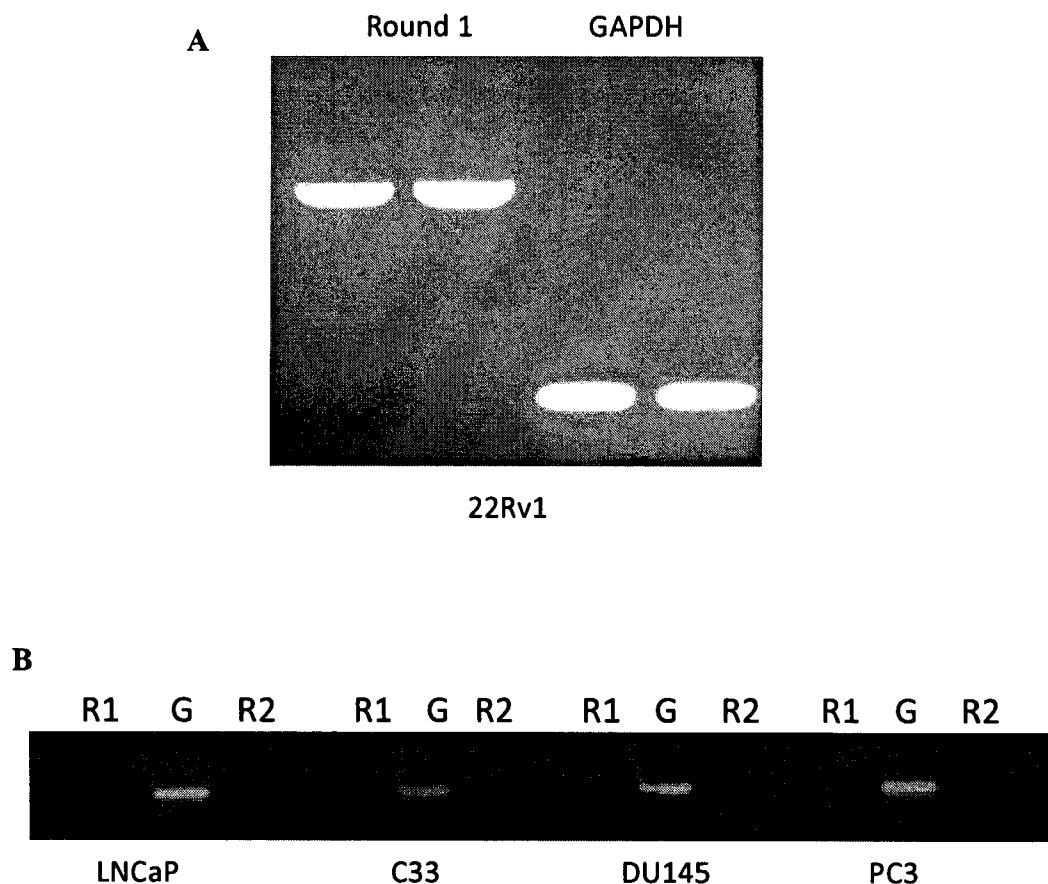 Round 1 GAPDH
A
22Rv1
B
R1 G R2 R1 G R2 R1 G R2 R1 G R2
LNCaP C33 DU145 PC3